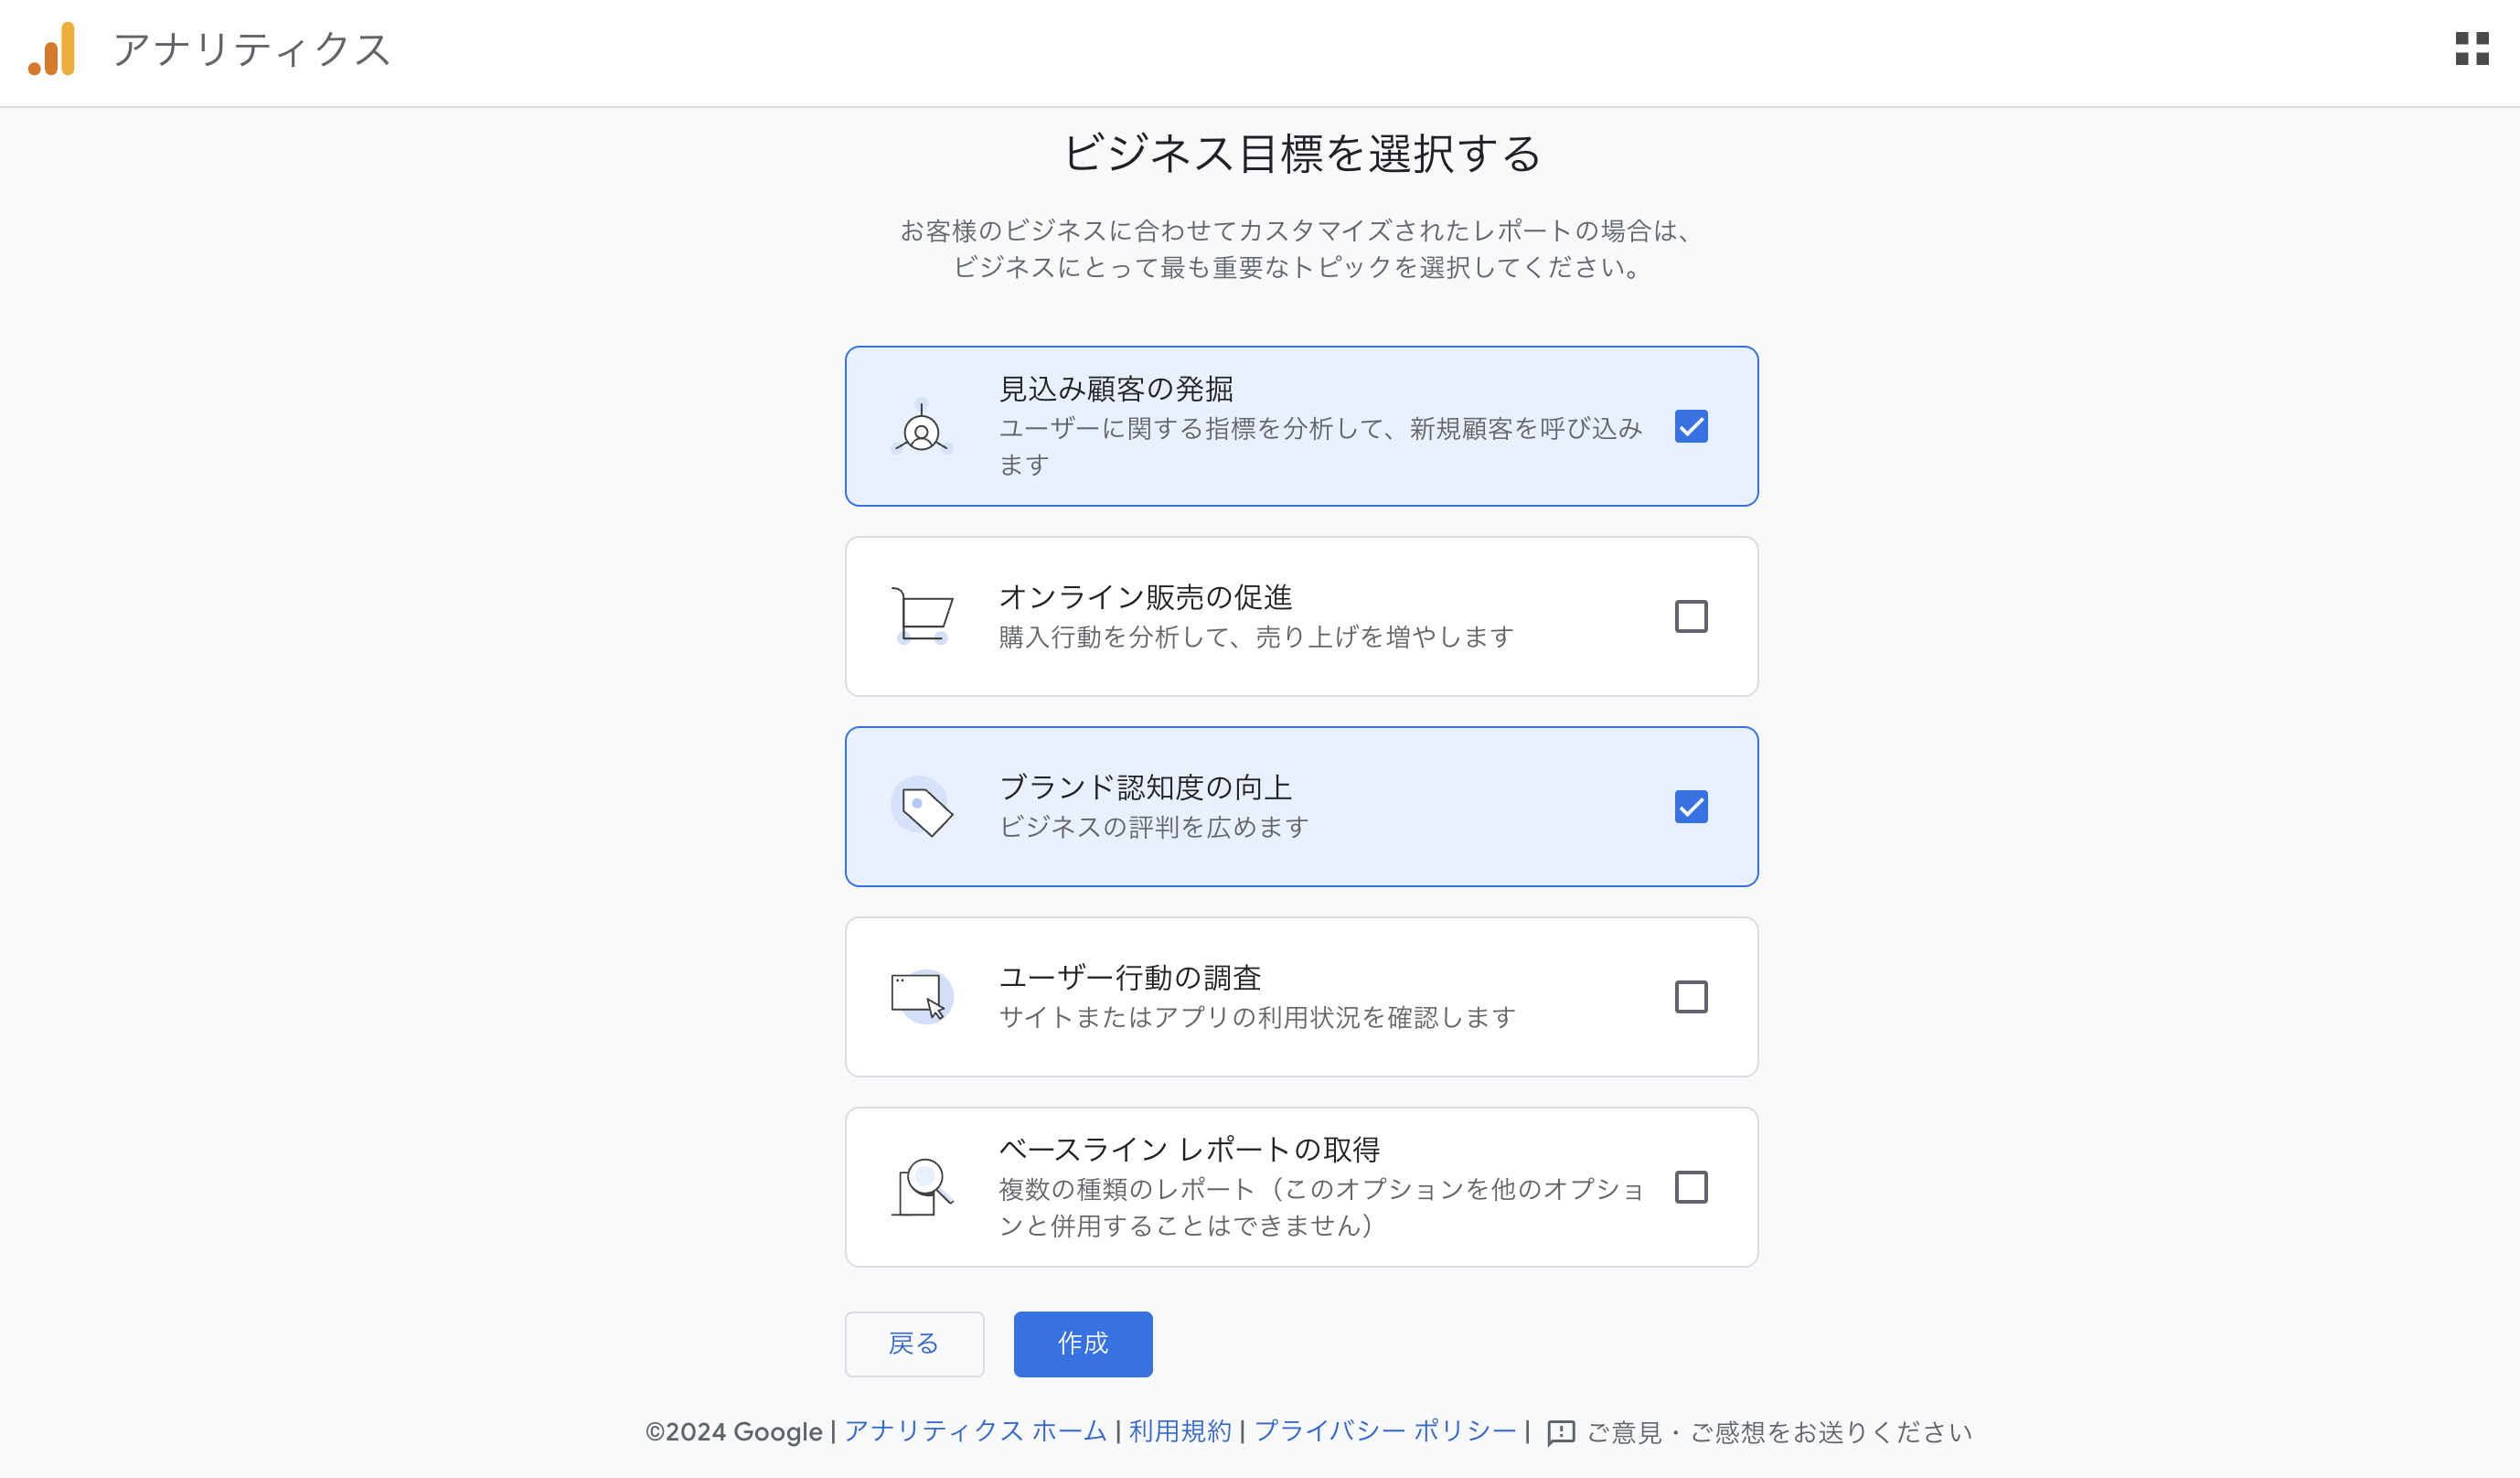 アナリティクス
ビジネス目標を選択する
お客様のビジネスに合わせてカスタマイズされたレポートの場合は、
ビジネスにとって最も重要なトピックを選択してください。
見込み顧客の発掘
ユーザーに関する指標を分析して、新規顧客を呼び込み
ます
オンライン販売の促進
購入行動を分析して、売り上げを増やします
ブランド認知度の向上
ビジネスの評判を広めます
ユーザー行動の調査
サイトまたはアプリの利用状況を確認します
ベースライン レポートの取得
複数の種類のレポート（このオプションを他のオプショ
ンと併用することはできません）
戻る 作成
©2024 Google | アナリティクス ホーム | 利用規約 | プライバシー ポリシー | ご意見・ご感想をお送りください